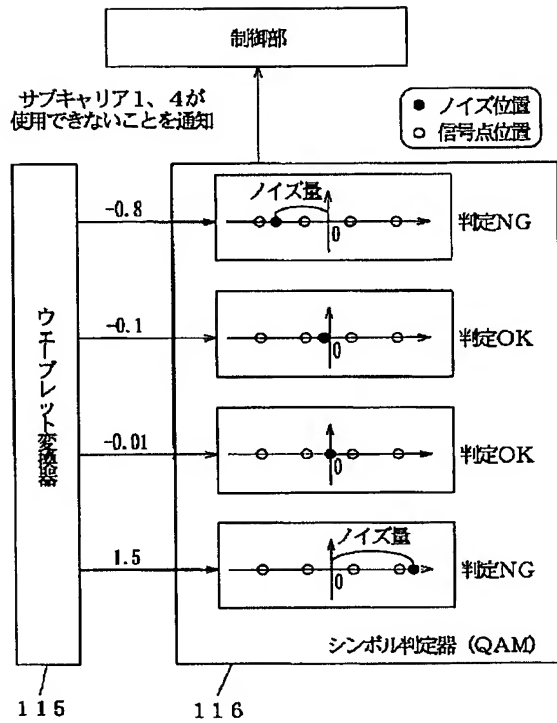 制御部
サブキャリア1、4が
使用できないことを通知
● ノイズ位置
○ 信号点位置
ウエーブレット変換器
-0.8
ノイズ量
0
判定NG
-0.1
0
判定OK
-0.01
0
判定OK
1.5
ノイズ量
0
判定NG
シンボル判定器 (QAM)
115
116